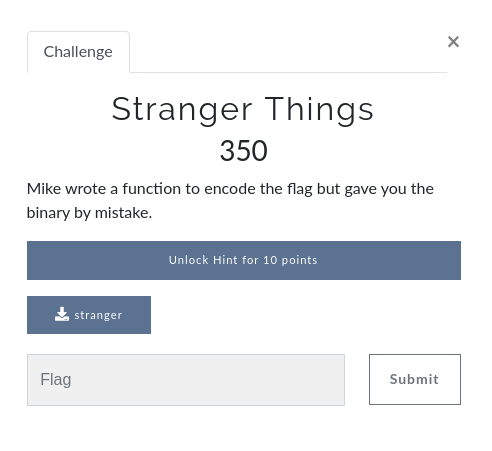 Challenge
×
Stranger Things
350
Mike wrote a function to encode the flag but gave you the
binary by mistake.
Unlock Hint for 10 points
stranger
Flag
Submit